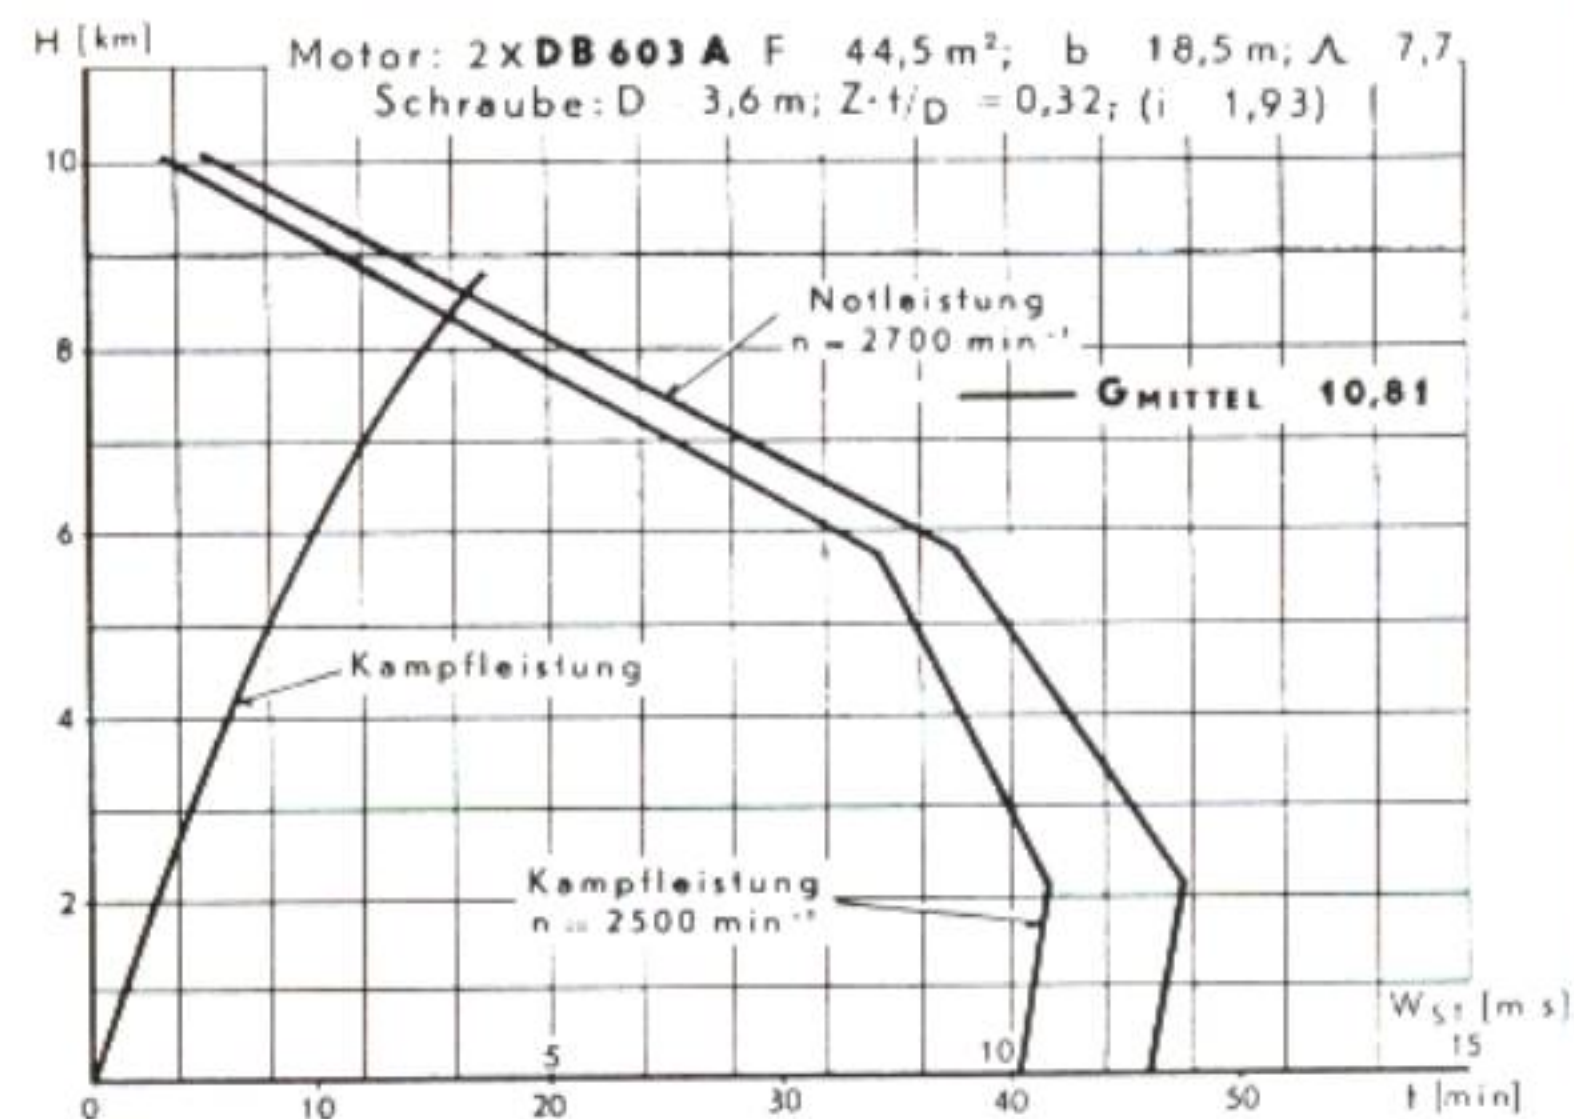 H [km]
Motor: 2X DB 603 A F 44,5 m²; b 18,5 m; Λ 7,7
Schraube: D 3,6 m; Z·t/D = 0,32; (i 1,93)
10
Notleistung
n = 2700 min⁻¹
8
GMITTEL 10,81
6
Kampfleistung
4
Kampfleistung
n = 2500 min⁻¹
2
WSt [m s]
5 10 15
0 10 20 30 40 50 t [min]